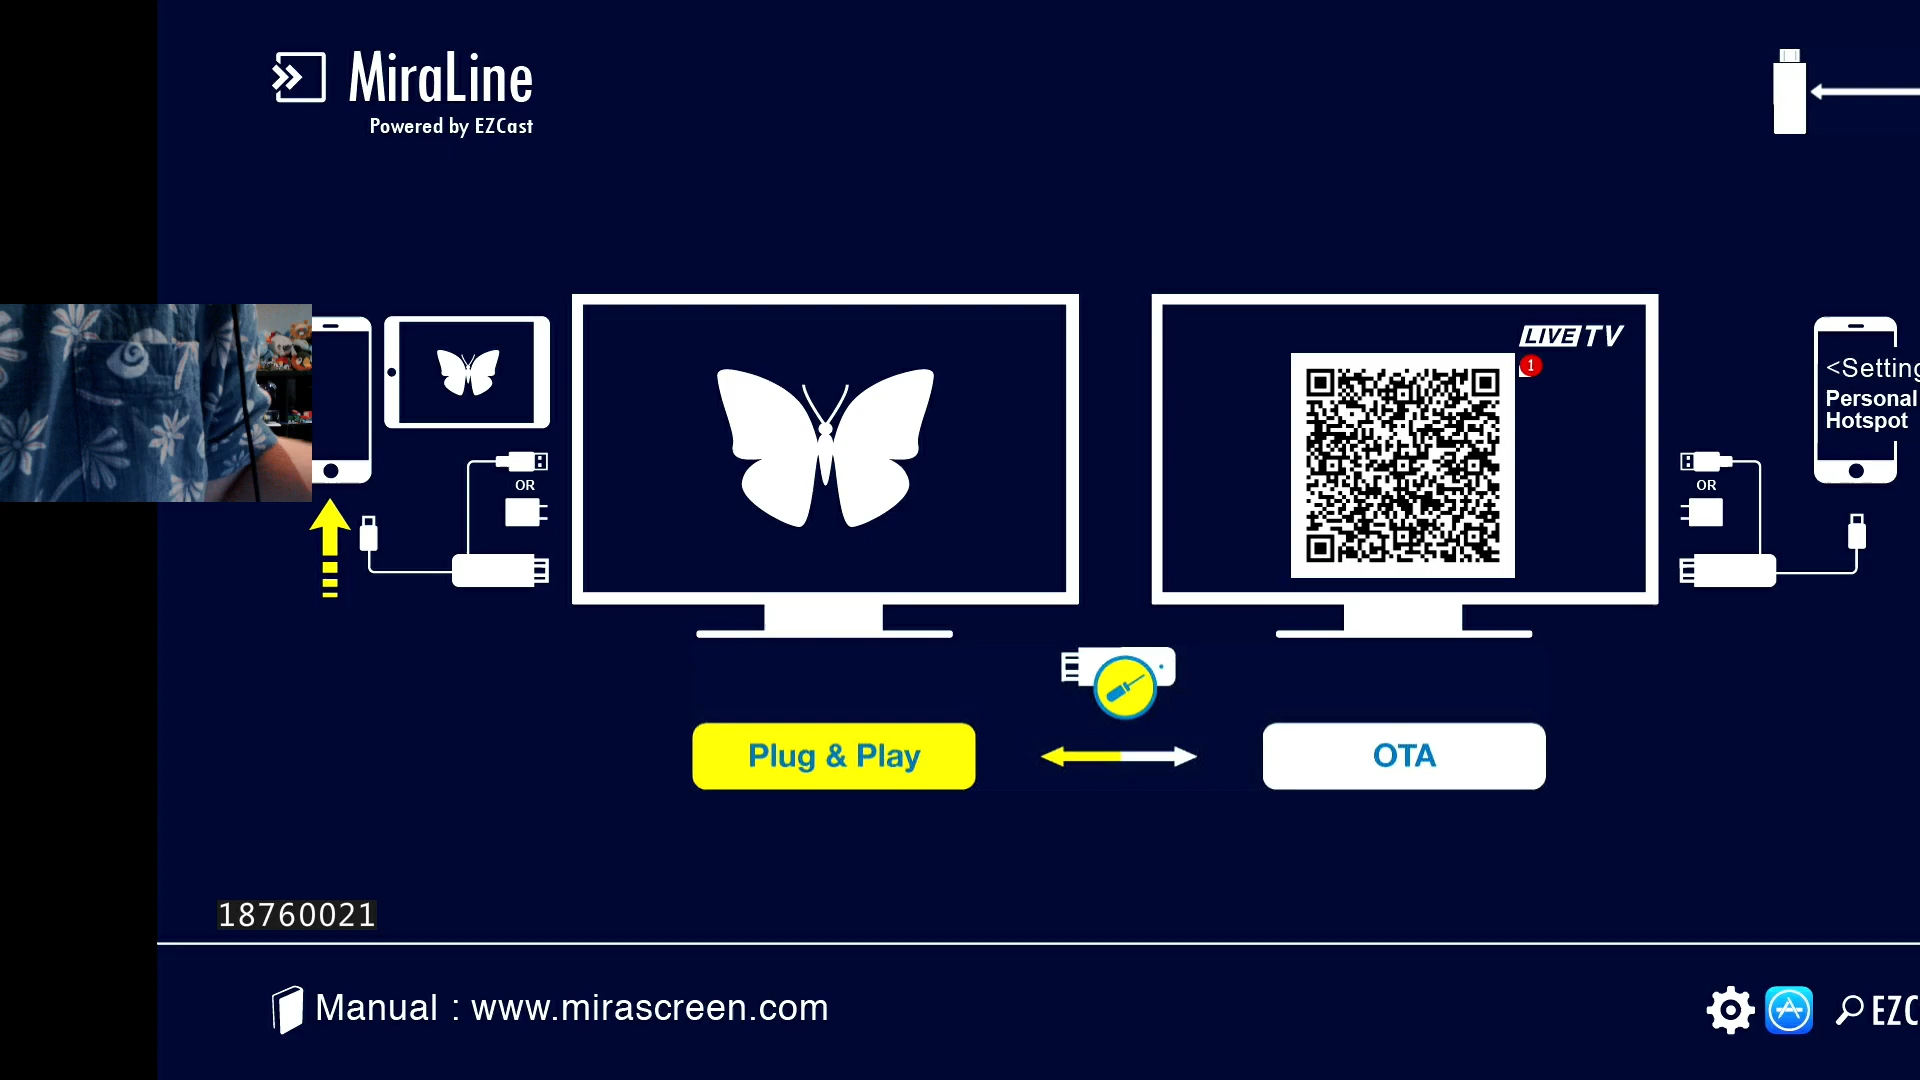 MiraLine
Powered by EZCast
LIVE TV
1
<Setting
Personal
Hotspot
OR
OR
Plug & Play
OTA
18760021
Manual : www.mirascreen.com
EZC